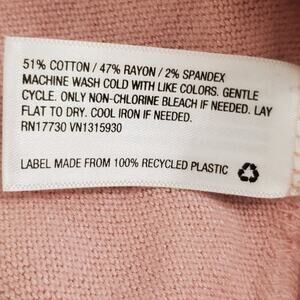 51% COTTON / 47% RAYON / 2% SPANDEX
MACHINE WASH COLD WITH LIKE COLORS. GENTLE
CYCLE. ONLY NON-CHLORINE BLEACH IF NEEDED. LAY
FLAT TO DRY. COOL IRON IF NEEDED.
RN17730 VN1315930
LABEL MADE FROM 100% RECYCLED PLASTIC